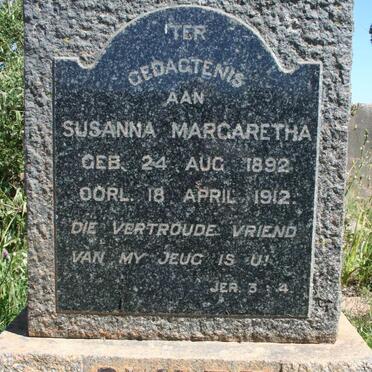 TER
GEDAGTENIS
AAN
SUSANNA MARGARETHA
GEB. 24 AUG 1892
OORL. 18 APRIL 1912.
DIE VERTROUDE VRIEND
VAN MY JEUG IS U!
JER. 3:4